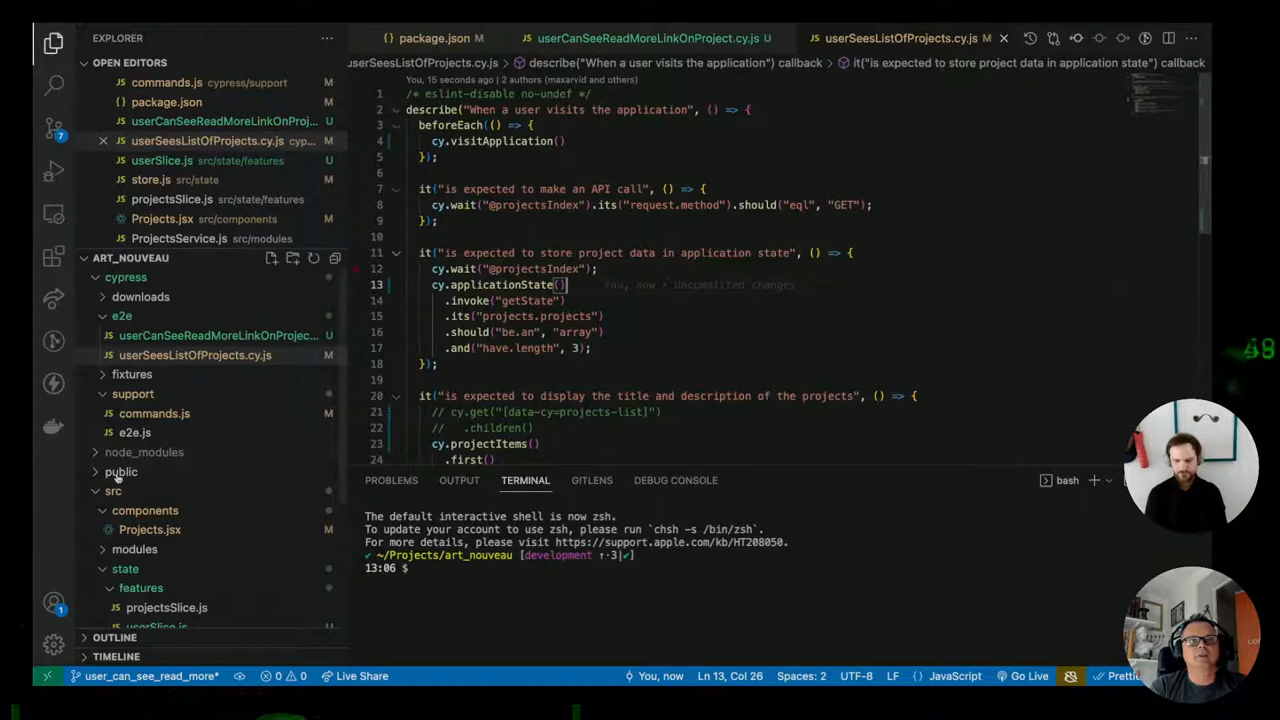 EXPLORER
package.json M
userCanSeeReadMoreLinkOnProject.cy.js U
userSeesListOfProjects.cy.js M
OPEN EDITORS
userSeesListOfProjects.cy.js > describe("When a user visits the application") callback > it("is expected to store project data in application state") callback
commands.js cypress/support
package.json M
userCanSeeReadMoreLinkOnProj... U
userSeesListOfProjects.cy.js cyp... M
userSlice.js src/state/features
store.js src/state M
projectsSlice.js src/state/features
Projects.jsx src/components M
ProjectsService.js src/modules
ART_NOUVEAU
cypress
downloads
e2e
userCanSeeReadMoreLinkOnProjec... U
userSeesListOfProjects.cy.js M
fixtures
support
commands.js
e2e.js
node_modules
public
src
components
Projects.jsx M
modules
state
features
projectsSlice.js
userSlice.js U
OUTLINE
TIMELINE
You, 15 seconds ago | 2 authors (maxarvid and others)
1 /* eslint-disable no-undef */
2 describe("When a user visits the application", () => {
3 beforeEach(() => {
4 cy.visitApplication()
5 });
6
7 it("is expected to make an API call", () => {
8 cy.wait("@projectsIndex").its("request.method").should("eql", "GET");
9 });
10
11 it("is expected to store project data in application state", () => {
12 cy.wait("@projectsIndex");
13 cy.applicationState() You, now • Uncommitted changes
14 .invoke("getState")
15 .its("projects.projects")
16 .should("be.an", "array")
17 .and("have.length", 3);
18 });
19
20 it("is expected to display the title and description of the projects", () => {
21 // cy.get("[data-cy=projects-list]")
22 // .children()
23 cy.projectItems()
24 .first()
PROBLEMS OUTPUT TERMINAL GITLENS DEBUG CONSOLE
bash
The default interactive shell is now zsh.
To update your account to use zsh, please run `chsh -s /bin/zsh`.
For more details, please visit https://support.apple.com/kb/HT208050.
✔ ~/Projects/art_nouveau [development ↑·3|✔]
13:06 $
7
1
48
user_can_see_read_more* 0 0 Live Share You, now Ln 13, Col 26 Spaces: 2 UTF-8 LF JavaScript Go Live